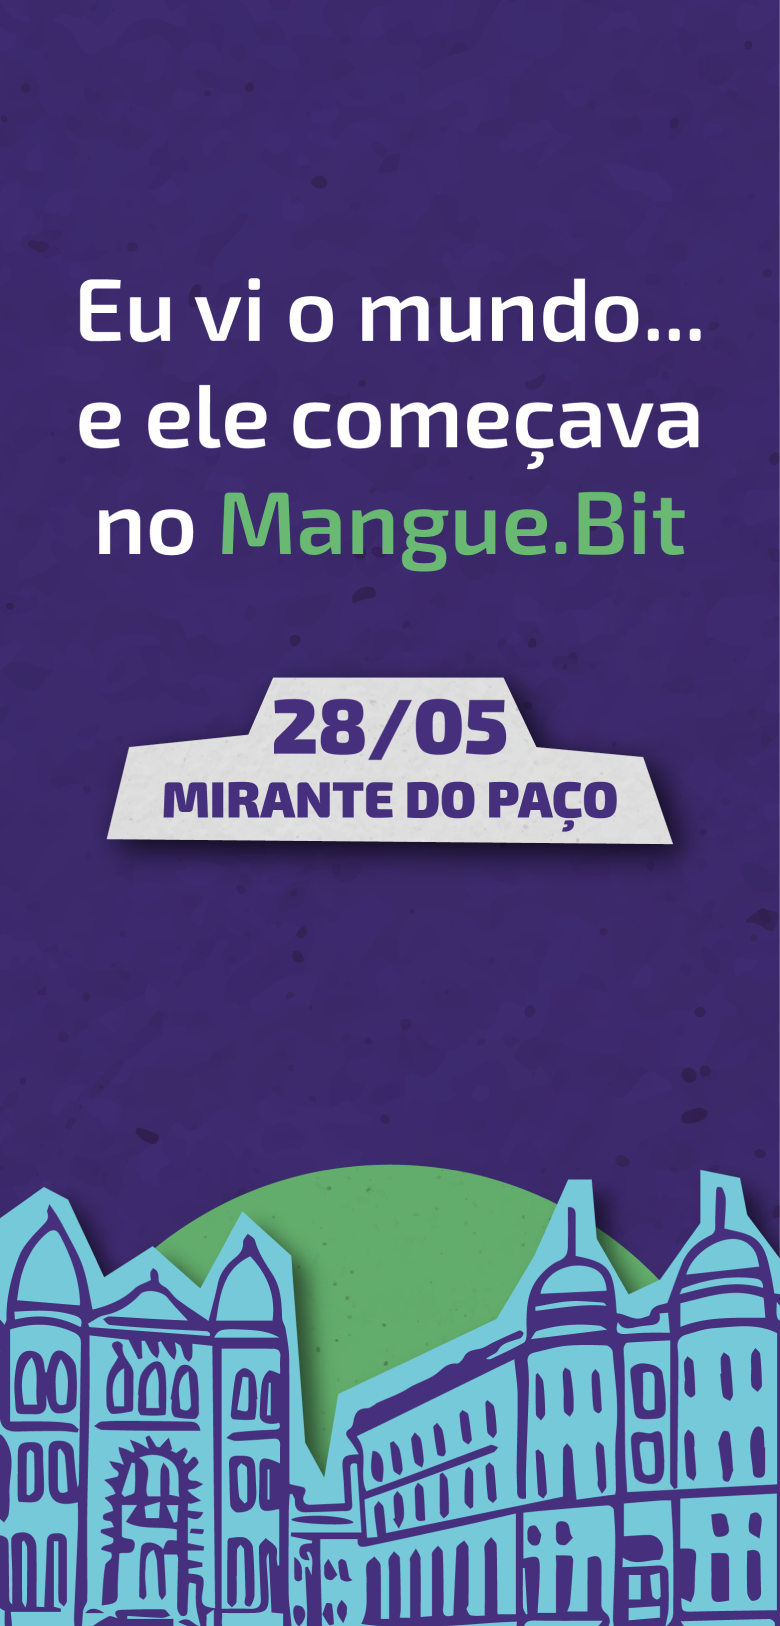 Eu vi o mundo...
e ele começava
no Mangue.Bit
28/05
MIRANTE DO PAÇO